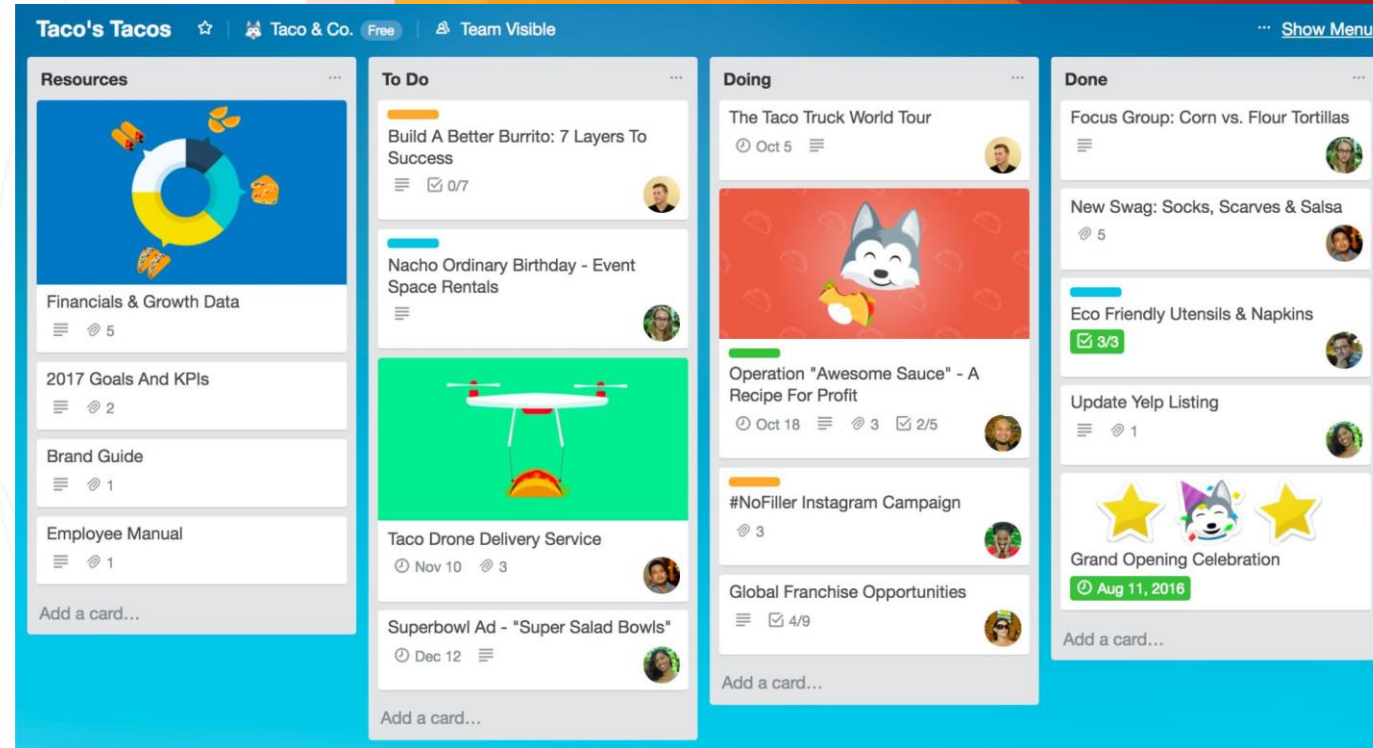 Taco's Tacos
Taco & Co.
Free
Team Visible
... Show Menu
Resources
...
Financials & Growth Data
5
2017 Goals And KPIs
2
Brand Guide
1
Employee Manual
1
Add a card…
To Do
...
Build A Better Burrito: 7 Layers To
Success
0/7
Nacho Ordinary Birthday - Event
Space Rentals
Taco Drone Delivery Service
Nov 10
3
Superbowl Ad - "Super Salad Bowls"
Dec 12
Add a card…
Doing
...
The Taco Truck World Tour
Oct 5
Operation "Awesome Sauce" - A
Recipe For Profit
Oct 18
3
2/5
#NoFiller Instagram Campaign
3
Global Franchise Opportunities
4/9
Add a card…
Done
...
Focus Group: Corn vs. Flour Tortillas
New Swag: Socks, Scarves & Salsa
5
Eco Friendly Utensils & Napkins
3/3
Update Yelp Listing
1
Grand Opening Celebration
Aug 11, 2016
Add a card…